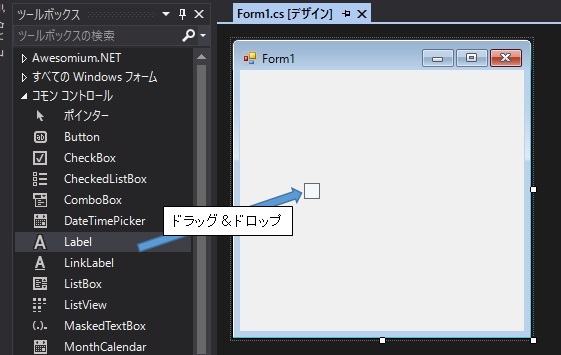 ツールボックス
ツールボックスの検索
Awesomium.NET
すべての Windows フォーム
コモン コントロール
ポインター
Button
CheckBox
CheckedListBox
ComboBox
DateTimePicker
Label
LinkLabel
ListBox
ListView
MaskedTextBox
MonthCalendar
Form1.cs [デザイン]
Form1
ドラッグ＆ドロップ